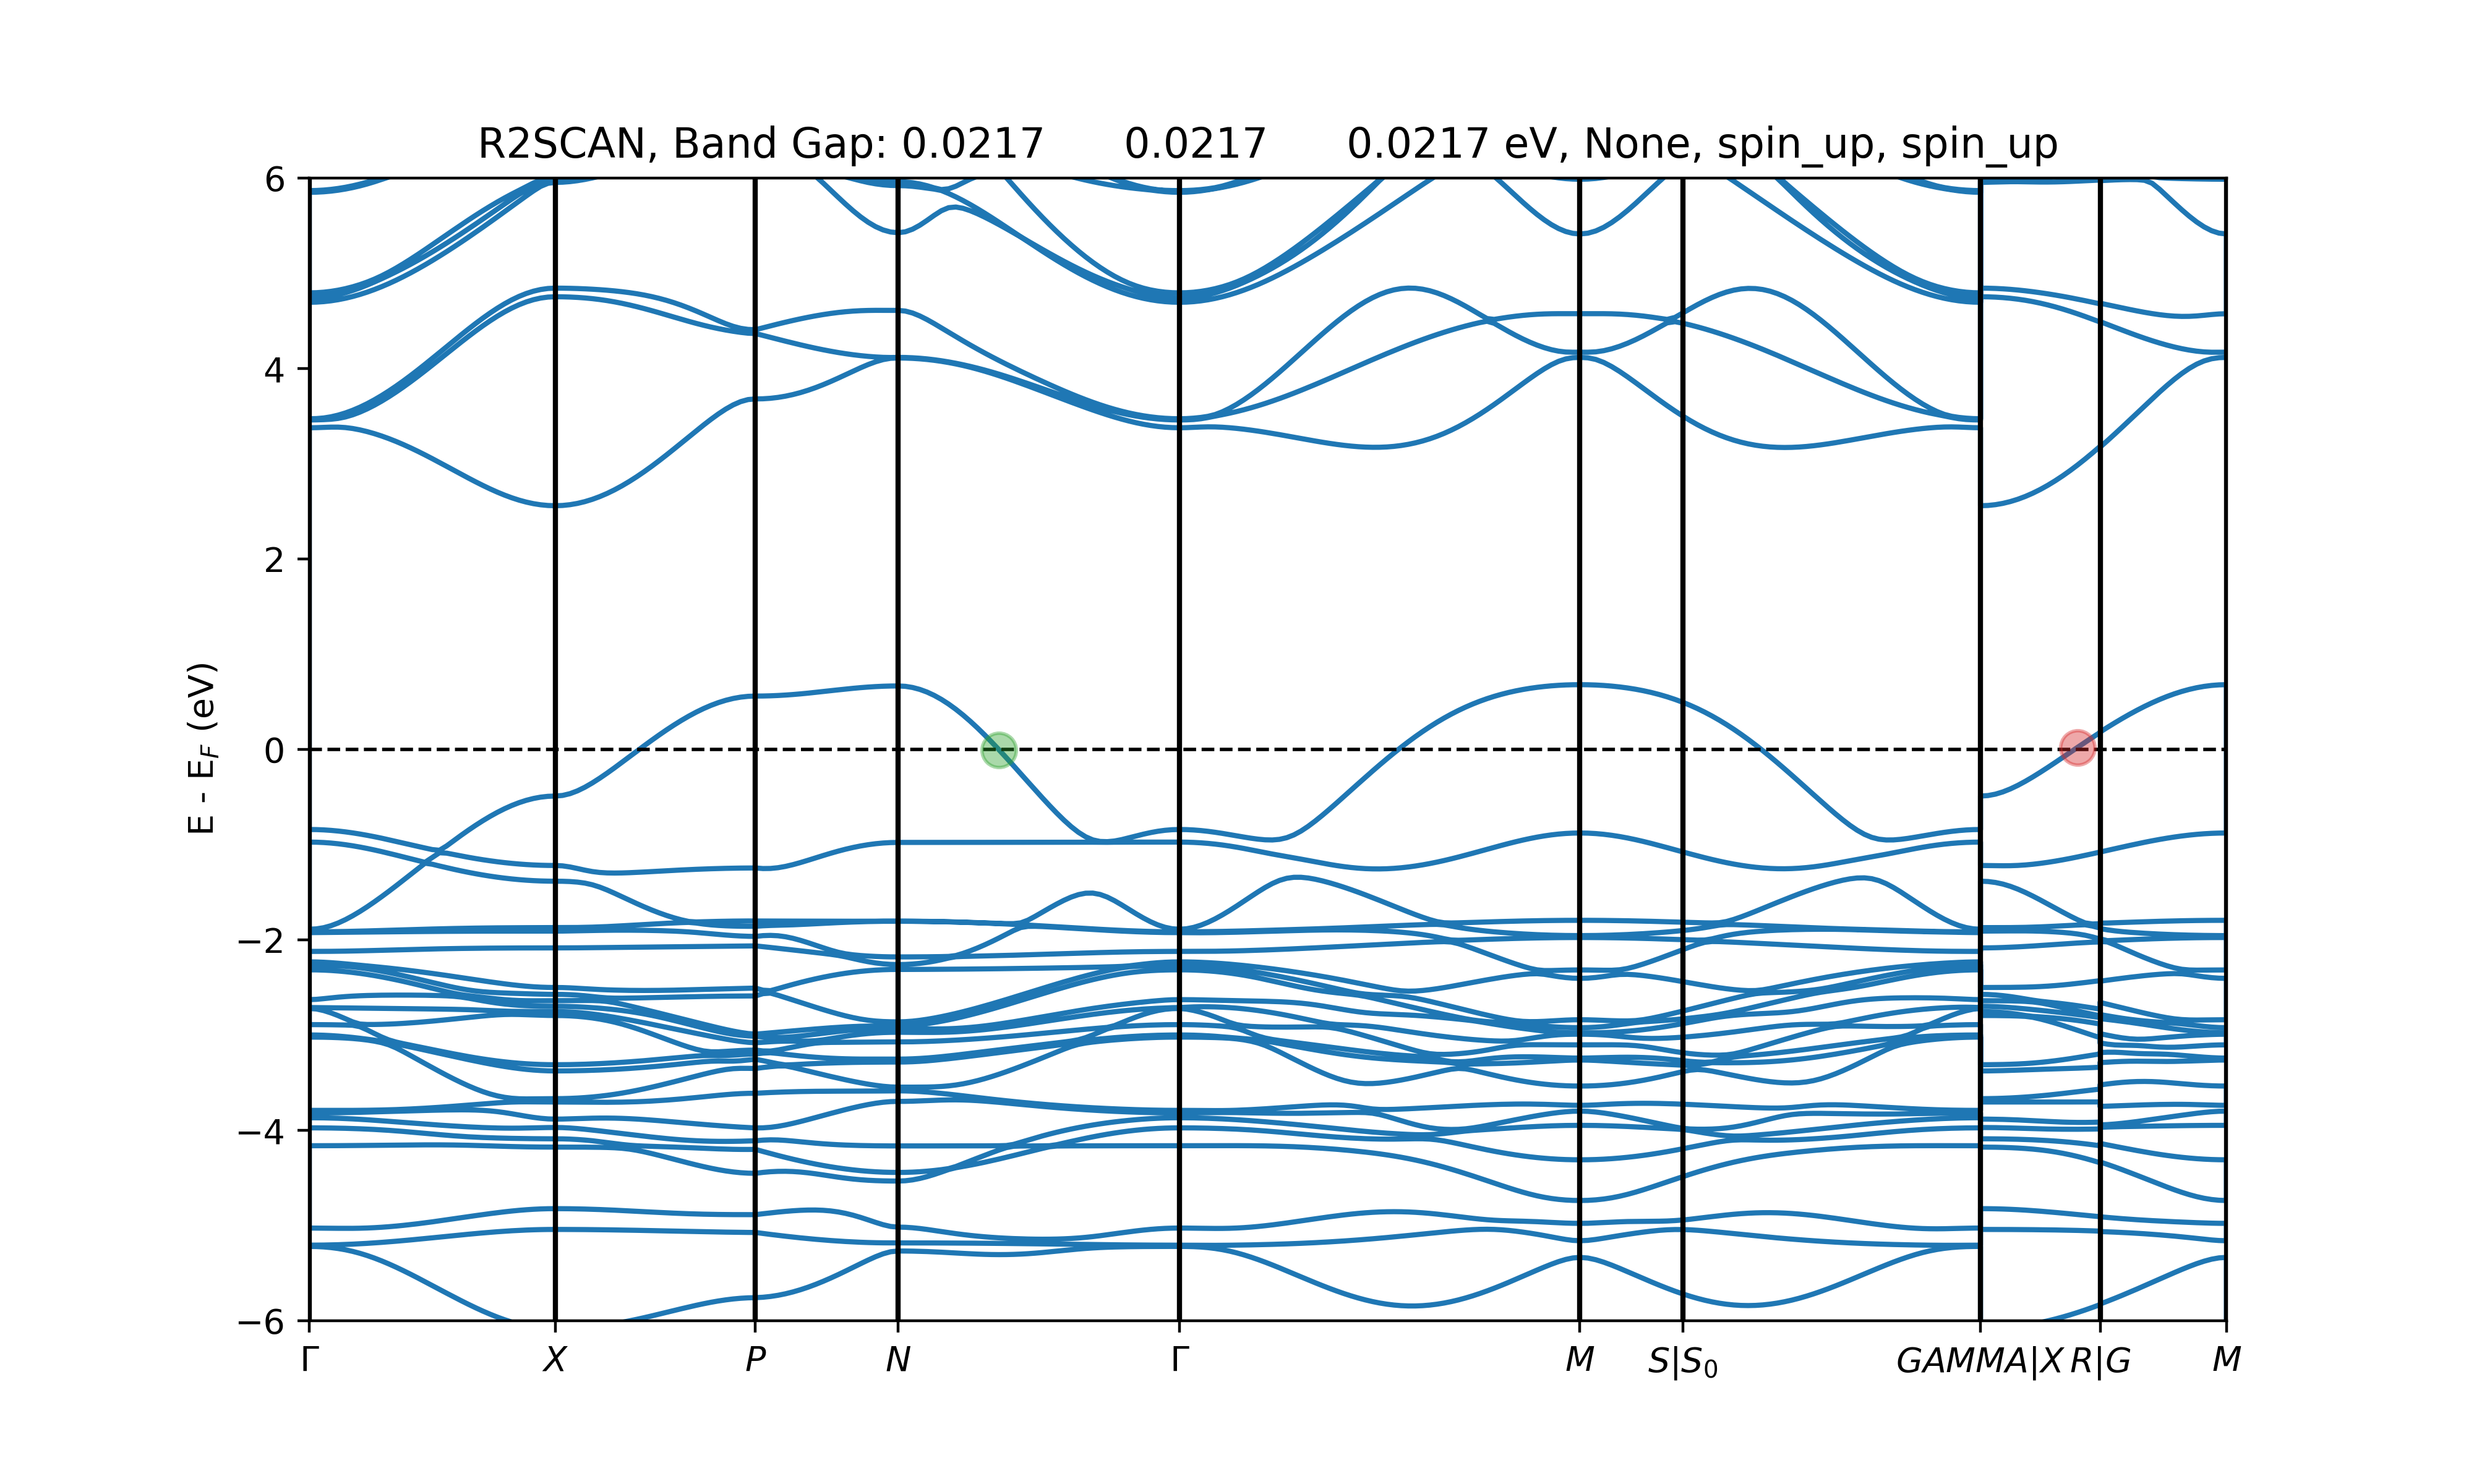 R2SCAN, Band Gap: 0.0217 0.0217 0.0217 eV, None, spin_up, spin_up
6
4
2
0
−2
−4
−6
E - E_F (eV)
Γ X P N Γ M S|S₀ GAMMA|X R|G M